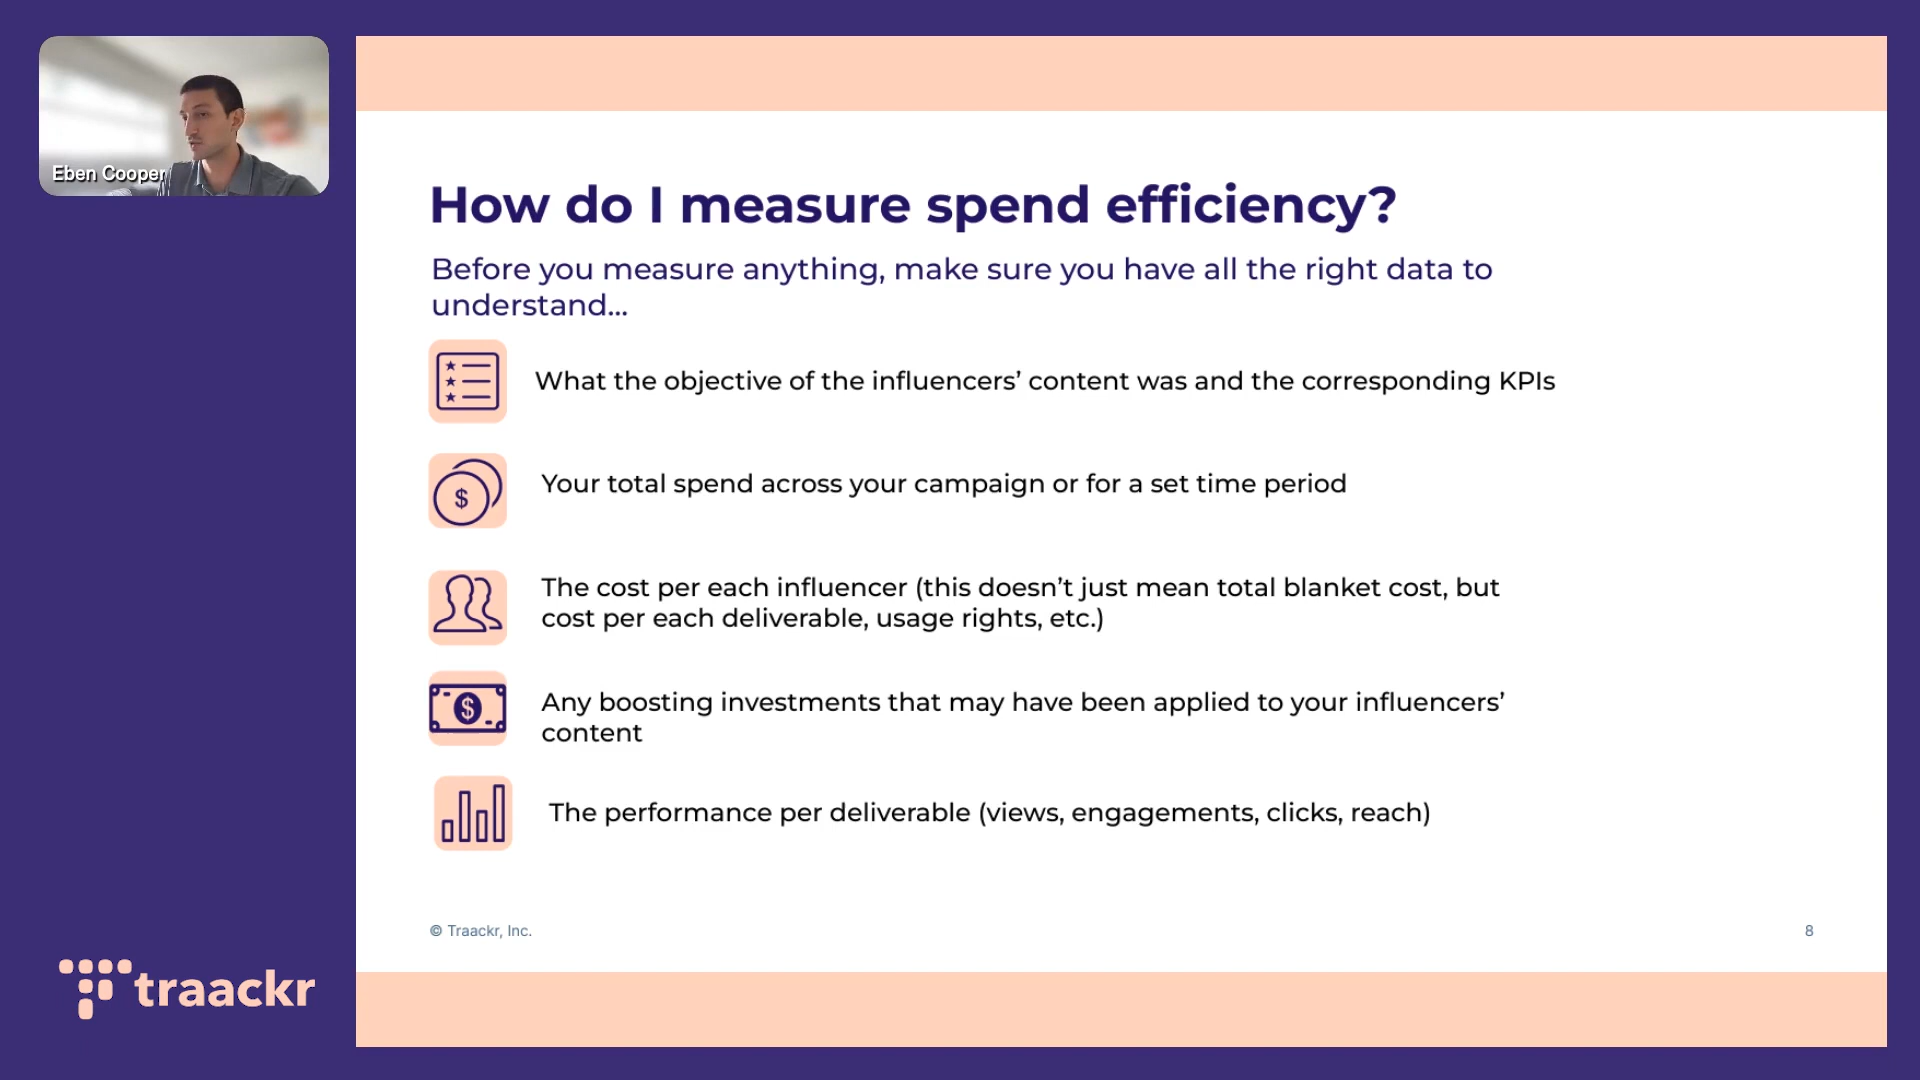 Eben Cooper
How do I measure spend efficiency?
Before you measure anything, make sure you have all the right data to
understand...
What the objective of the influencers’ content was and the corresponding KPIs
$
Your total spend across your campaign or for a set time period
The cost per each influencer (this doesn’t just mean total blanket cost, but
cost per each deliverable, usage rights, etc.)
$
Any boosting investments that may have been applied to your influencers’
content
The performance per deliverable (views, engagements, clicks, reach)
© Traackr, Inc.
8
traackr